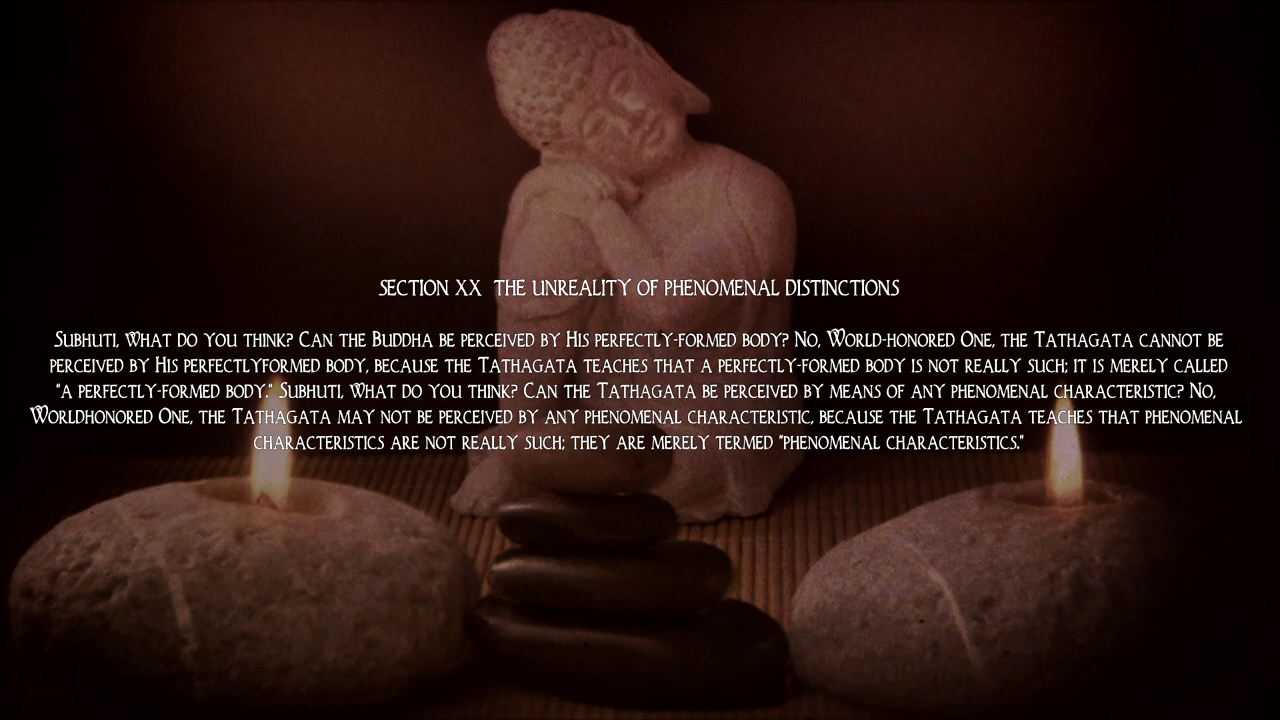 SECTION XX THE UNREALITY OF PHENOMENAL DISTINCTIONS
Subhuti, what do you think? Can the Buddha be perceived by His perfectly-formed body? No, World-honored One, the Tathagata cannot be
perceived by His perfectlyformed body, because the Tathagata teaches that a perfectly-formed body is not really such; it is merely called
"a perfectly-formed body." Subhuti, what do you think? Can the Tathagata be perceived by means of any phenomenal characteristic? No,
Worldhonored One, the Tathagata may not be perceived by any phenomenal characteristic, because the Tathagata teaches that phenomenal
characteristics are not really such; they are merely termed "phenomenal characteristics."